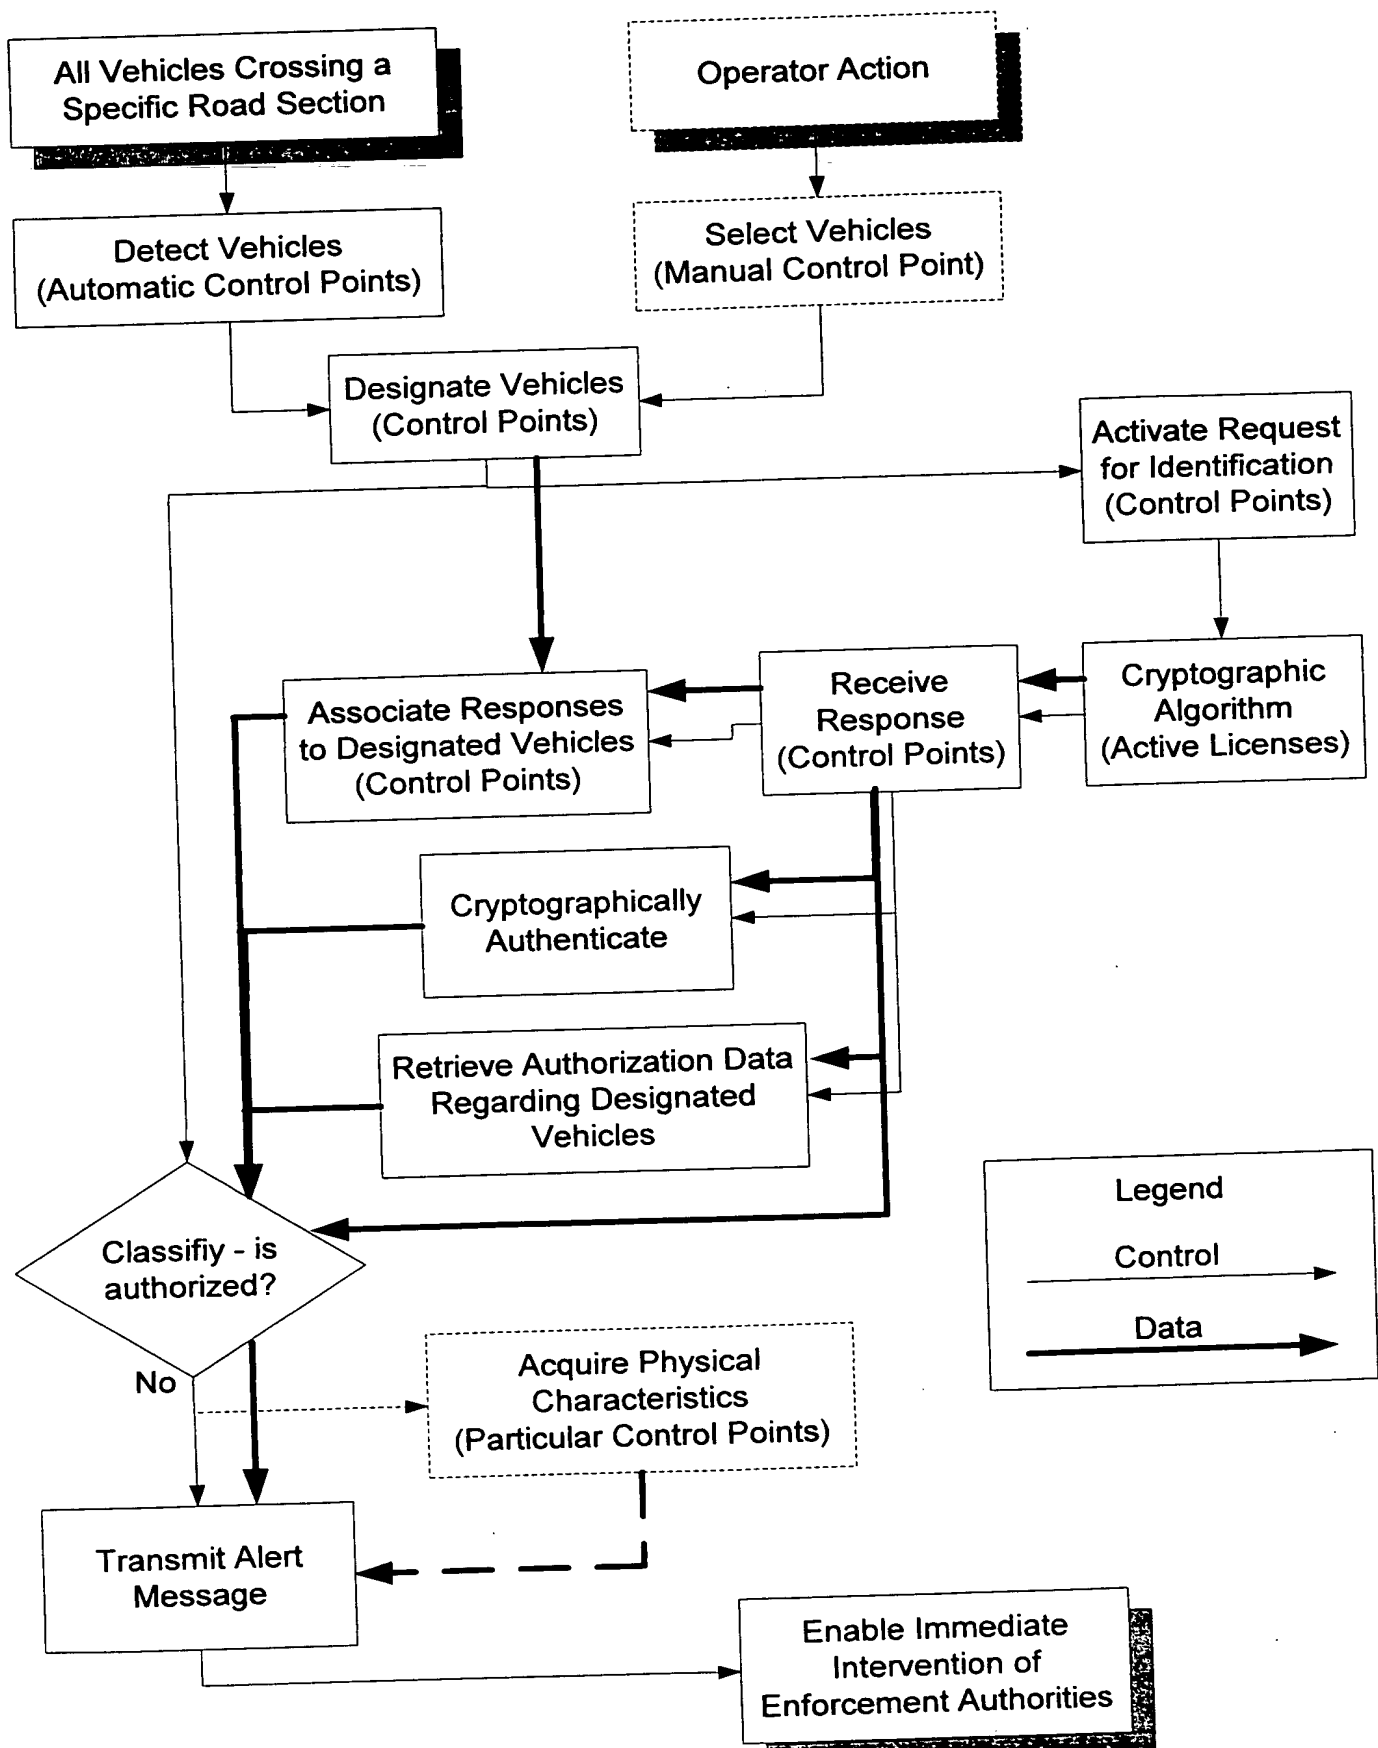 All Vehicles Crossing a
Specific Road Section
Operator Action
Detect Vehicles
(Automatic Control Points)
Select Vehicles
(Manual Control Point)
Designate Vehicles
(Control Points)
Activate Request
for Identification
(Control Points)
Associate Responses
to Designated Vehicles
(Control Points)
Receive
Response
(Control Points)
Cryptographic
Algorithm
(Active Licenses)
Cryptographically
Authenticate
Retrieve Authorization Data
Regarding Designated
Vehicles
Legend
Control
Data
Classifiy - is
authorized?
No
Acquire Physical
Characteristics
(Particular Control Points)
Transmit Alert
Message
Enable Immediate
Intervention of
Enforcement Authorities